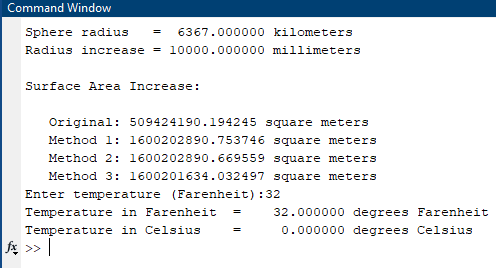 Command Window
Sphere radius   =  6367.000000 kilometers
Radius increase = 10000.000000 millimeters
Surface Area Increase:
Original: 509424190.194245 square meters
Method 1: 1600202890.753746 square meters
Method 2: 1600202890.669559 square meters
Method 3: 1600201634.032497 square meters
Enter temperature (Farenheit):32
Temperature in Farenheit  =    32.000000 degrees Farenheit
Temperature in Celsius    =     0.000000 degrees Celsius
fx >>